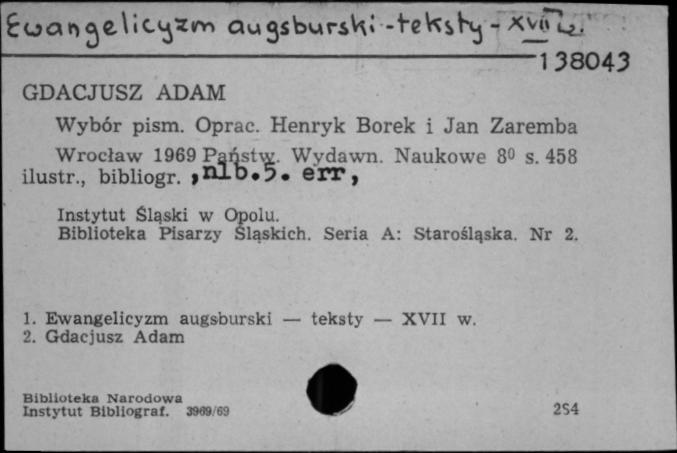 Ewangelicyzm augsburski - teksty - XVII w.
138043
GDACJUSZ ADAM
Wybór pism. Oprac. Henryk Borek i Jan Zaremba
Wrocław 1969 Państw. Wydawn. Naukowe 8⁰ s. 458
ilustr., bibliogr. ,nlb.5. err,
Instytut Śląski w Opolu.
Biblioteka Pisarzy Śląskich. Seria A: Starośląska. Nr 2.
1. Ewangelicyzm augsburski — teksty — XVII w.
2. Gdacjusz Adam
Biblioteka Narodowa
Instytut Bibliograf. 3969/69
2S4